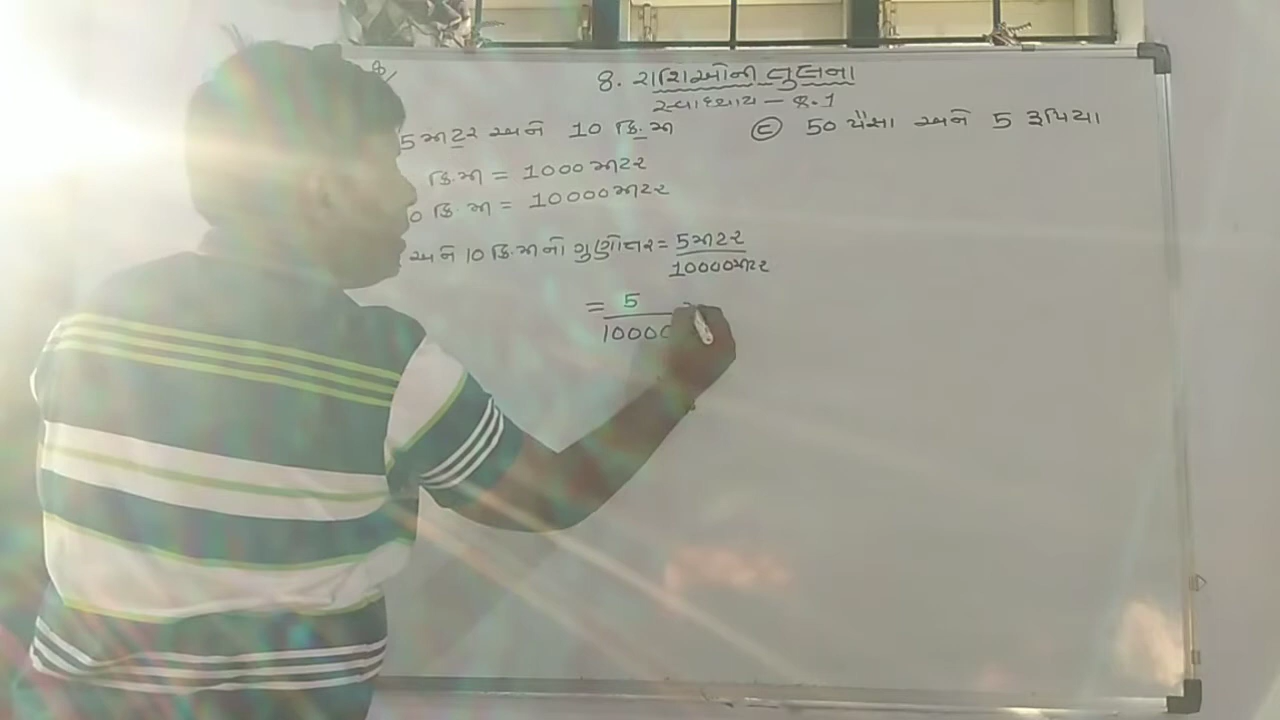 8. રાશિઓની તુલના
સ્વાધ્યાય – 8.1
5 મીટર અને 10 કિ.મી
કિ.મી = 1000 મીટર
0 કિ.મી = 10000 મીટર
અને 10 કિ.મીનો ગુણોત્તર = 5 મીટર / 10000 મીટર
= 5 / 10000
(c) 50 પૈસા અને 5 રૂપિયા